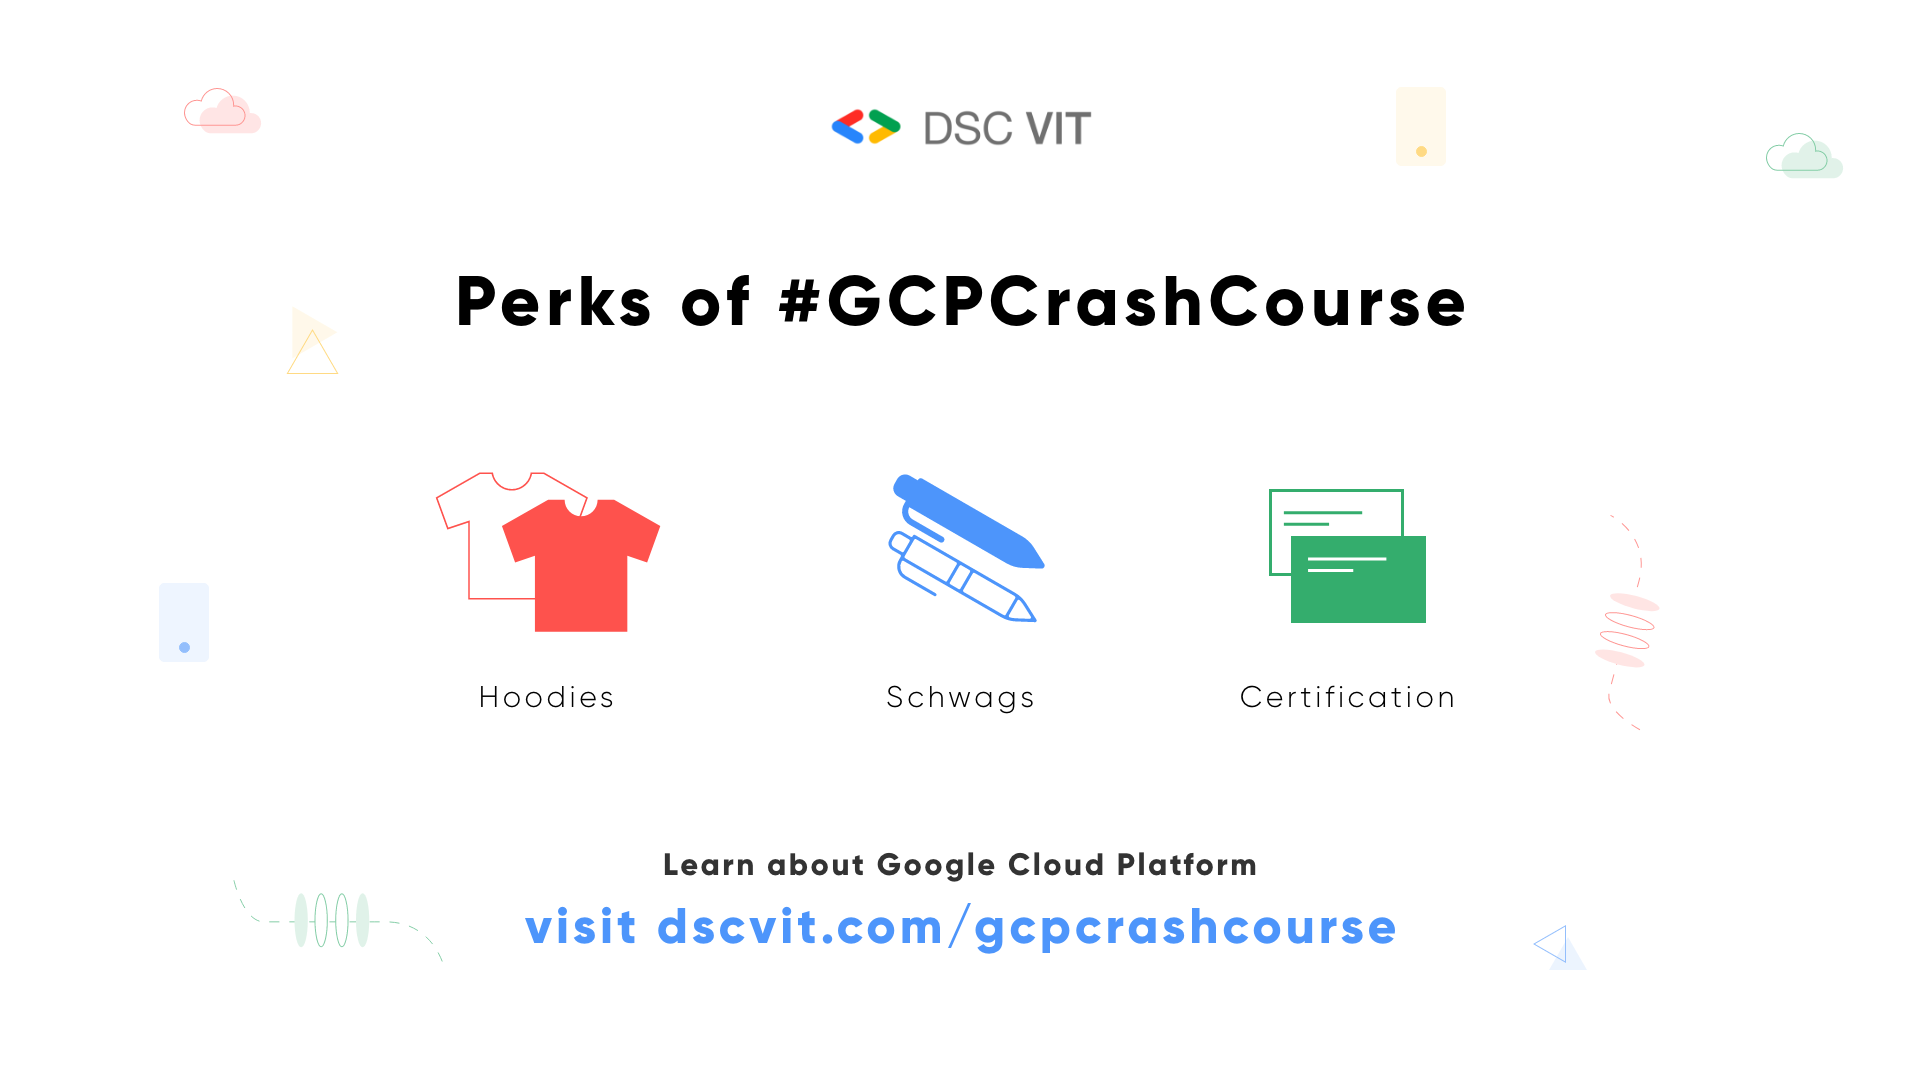 DSC VIT
Perks of #GCPCrashCourse
Hoodies
Schwags
Certification
Learn about Google Cloud Platform
visit dscvit.com/gcpcrashcourse